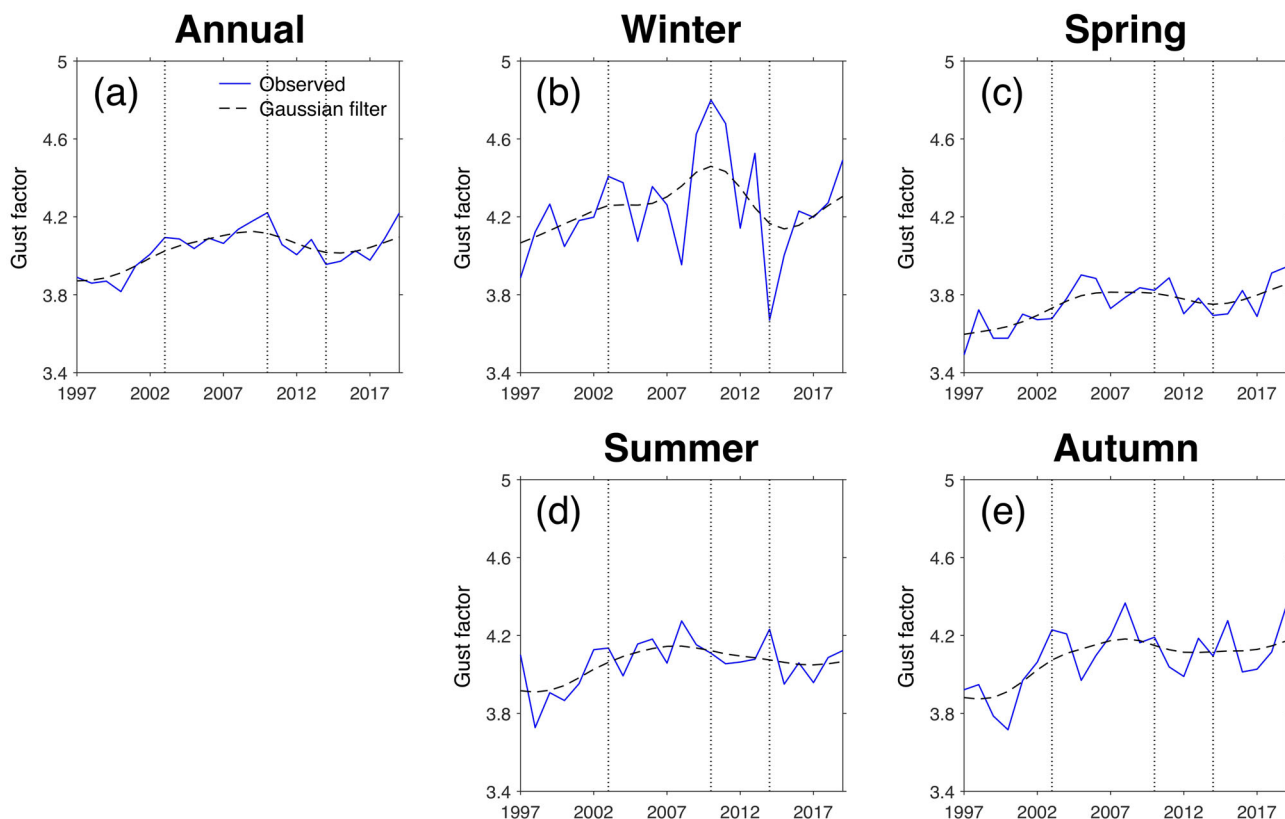 Annual
(a)
Observed
Gaussian filter
Gust factor
5
4.6
4.2
3.8
3.4
1997 2002 2007 2012 2017
Winter
(b)
Gust factor
5
4.6
4.2
3.8
3.4
1997 2002 2007 2012 2017
Spring
(c)
Gust factor
5
4.6
4.2
3.8
3.4
1997 2002 2007 2012 2017
Summer
(d)
Gust factor
5
4.6
4.2
3.8
3.4
1997 2002 2007 2012 2017
Autumn
(e)
Gust factor
5
4.6
4.2
3.8
3.4
1997 2002 2007 2012 2017